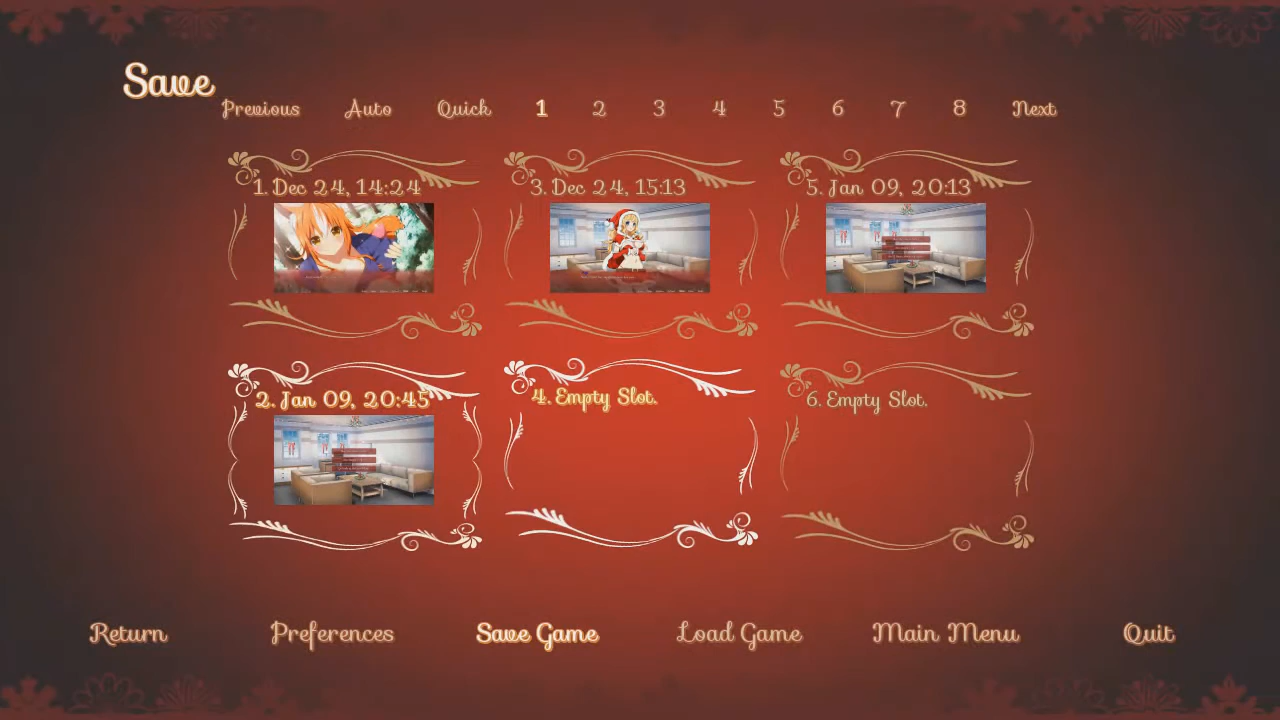 Save
Previous Auto Quick 1 2 3 4 5 6 7 8 Next
1. Dec 24, 14:24
3. Dec 24, 15:13
5. Jan 09, 20:13
2. Jan 09, 20:45
4. Empty Slot.
6. Empty Slot.
Return Preferences Save Game Load Game Main Menu Quit